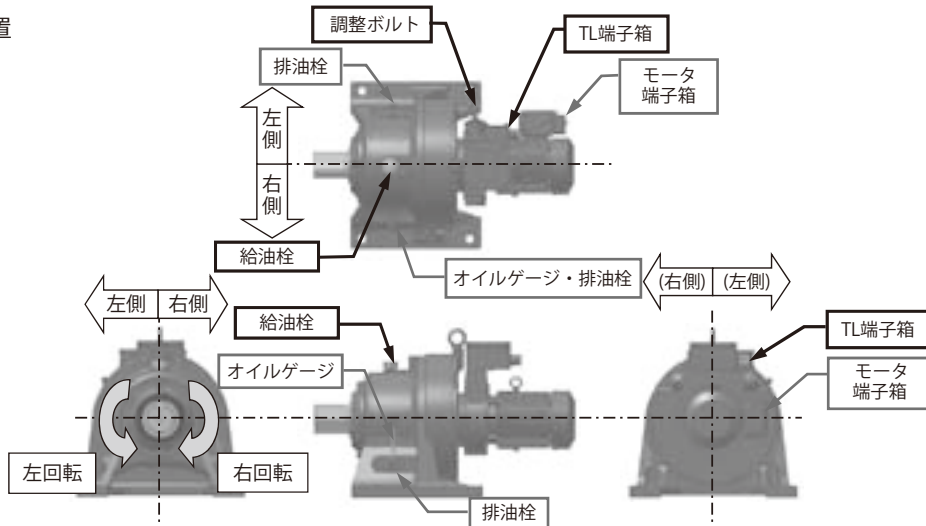 置
調整ボルト
TL端子箱
排油栓
モータ
端子箱
左側
右側
給油栓
オイルゲージ・排油栓
(右側)
(左側)
左側
右側
給油栓
TL端子箱
オイルゲージ
モータ
端子箱
左回転
右回転
排油栓